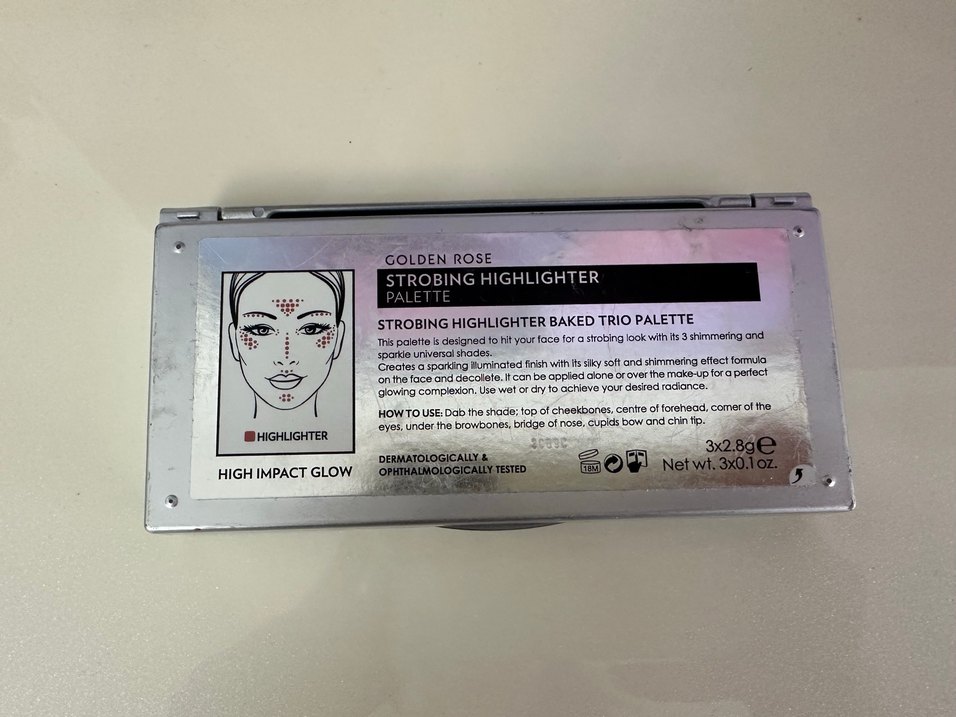 GOLDEN ROSE
STROBING HIGHLIGHTER
PALETTE
STROBING HIGHLIGHTER BAKED TRIO PALETTE
This palette is designed to hit your face for a strobing look with its 3 shimmering and
sparkle universal shades.
Creates a sparkling illuminated finish with its silky soft and shimmering effect formula
on the face and decollete. It can be applied alone or over the make-up for a perfect
glowing complexion. Use wet or dry to achieve your desired radiance.
HOW TO USE: Dab the shade; top of cheekbones, centre of forehead, corner of the
eyes, under the browbones, bridge of nose, cupids bow and chin tip.
DERMATOLOGICALLY &
OPHTHALMOLOGICALLY TESTED
18M
3x2.8g℮
Net wt. 3x0.1oz.
HIGHLIGHTER
HIGH IMPACT GLOW